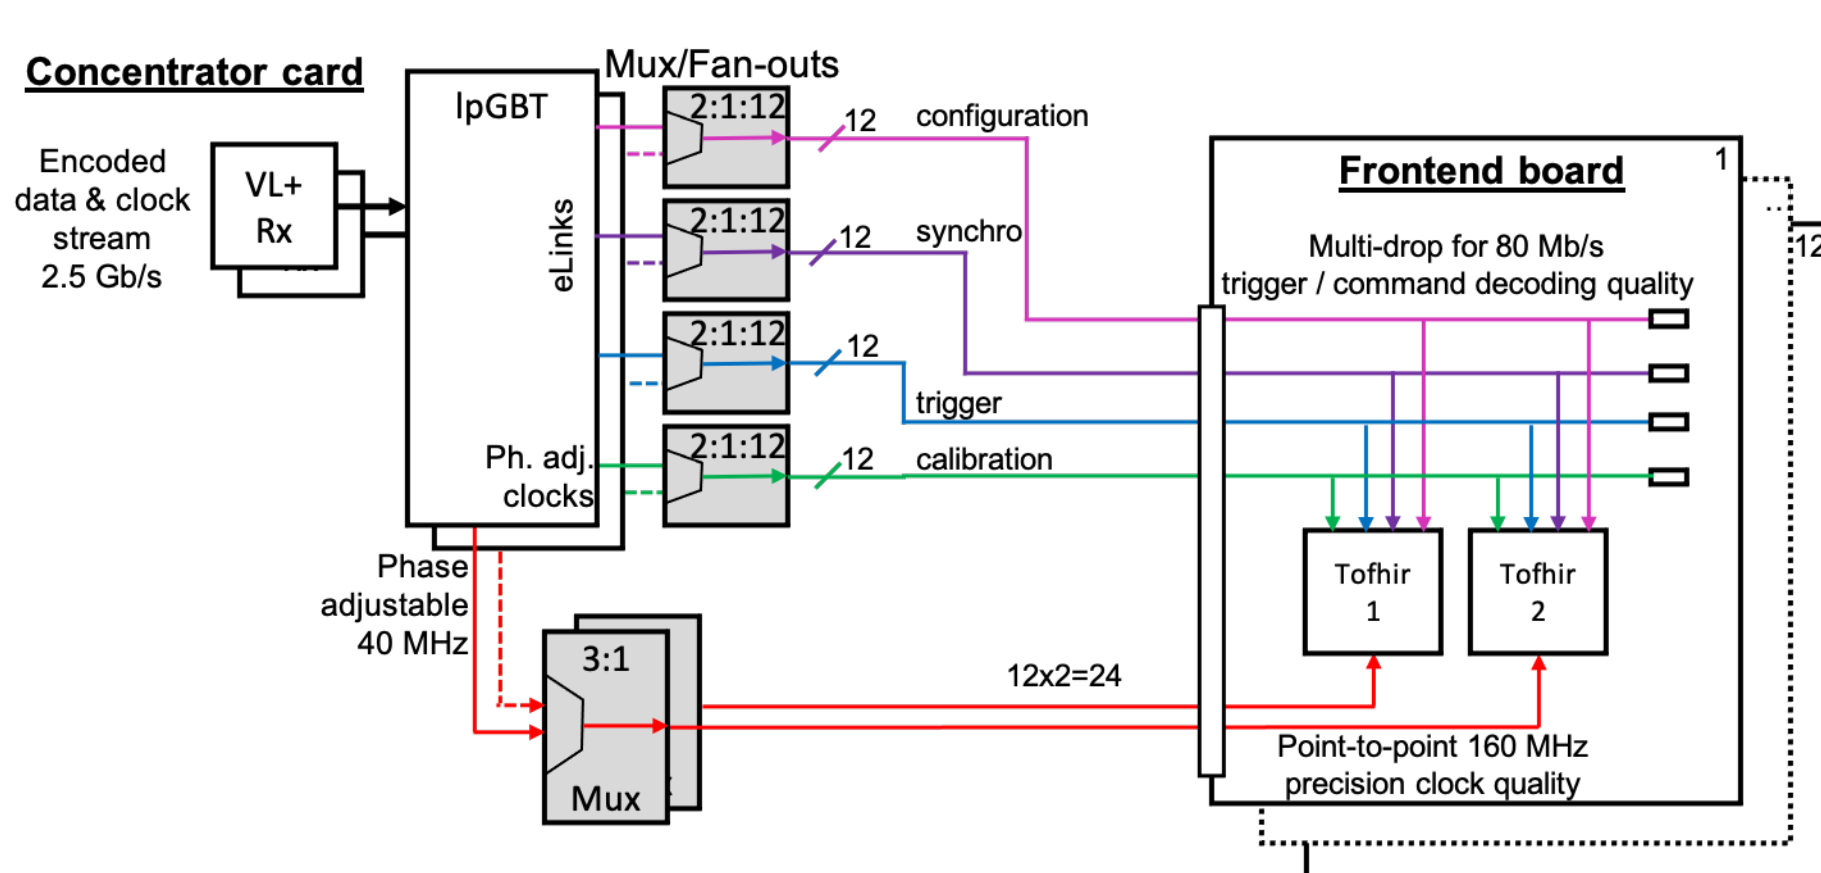 Concentrator card
Mux/Fan-outs
lpGBT
Encoded
data & clock
stream
2.5 Gb/s
VL+
Rx
eLinks
Ph. adj.
clocks
2:1:12
12
configuration
2:1:12
12
synchro
2:1:12
12
trigger
2:1:12
12
calibration
Phase
adjustable
40 MHz
3:1
Mux
12x2=24
Frontend board
1
12
Multi-drop for 80 Mb/s
trigger / command decoding quality
Tofhir
1
Tofhir
2
Point-to-point 160 MHz
precision clock quality